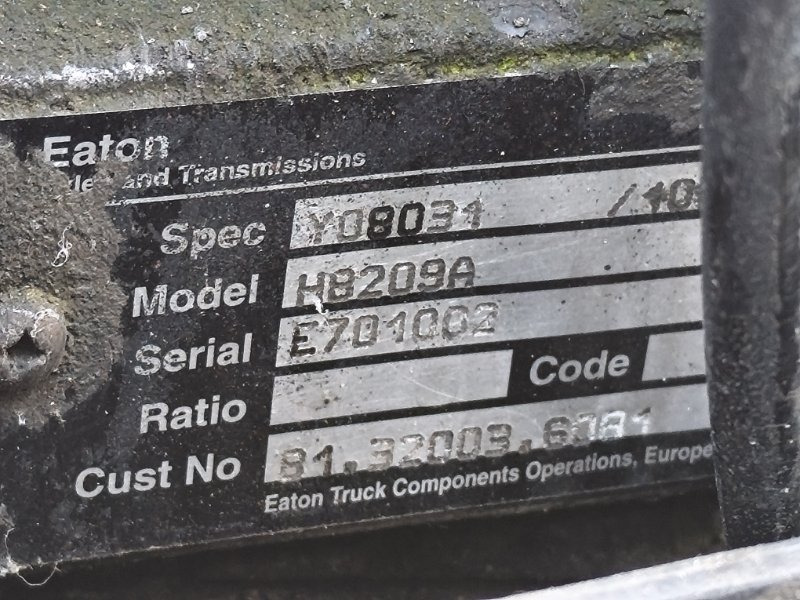 Eaton
and Transmissions
Spec Y08031 /10
Model H8209A
Serial E701002
Ratio Code
Cust No 81.32003.6081
Eaton Truck Components Operations, Europe